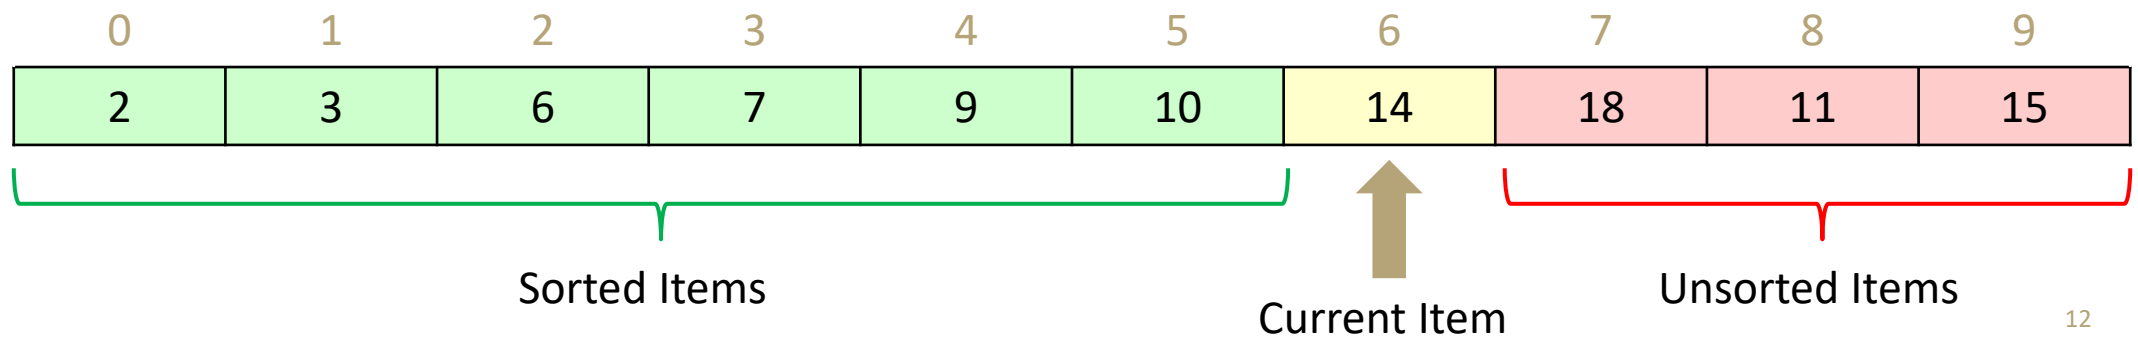 0 1 2 3 4 5 6 7 8 9
2 3 6 7 9 10 14 18 11 15
Sorted Items
Unsorted Items
Current Item
12